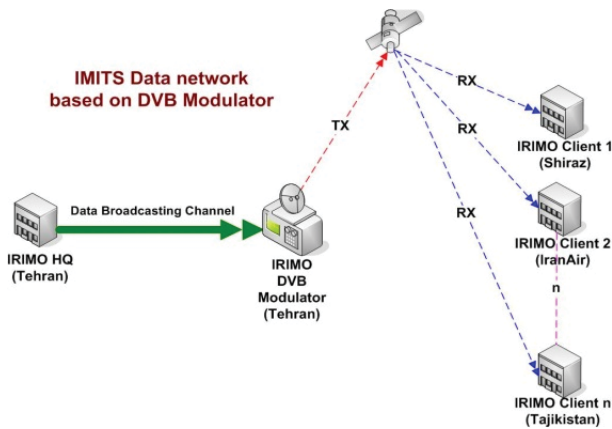 IMITS Data network
based on DVB Modulator
TX
RX
RX
RX
IRIMO Client 1
(Shiraz)
Data Broadcasting Channel
IRIMO HQ
(Tehran)
IRIMO
DVB
Modulator
(Tehran)
IRIMO Client 2
(IranAir)
n
IRIMO Client n
(Tajikistan)